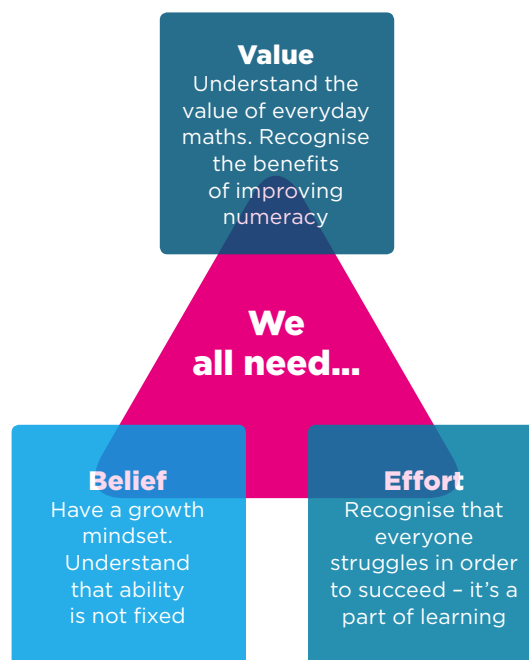 Value
Understand the
value of everyday
maths. Recognise
the benefits
of improving
numeracy
We
all need...
Belief
Have a growth
mindset.
Understand
that ability
is not fixed
Effort
Recognise that
everyone
struggles in order
to succeed – it's a
part of learning